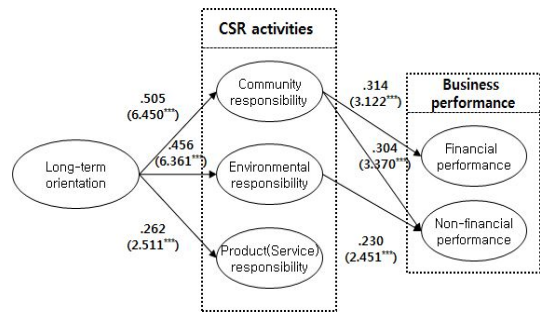 CSR activities
Community
responsibility
.505
(6.450***)
.314
(3.122***)
Business
performance
.456
(6.361***)
.304
(3.370***)
Long-term
orientation
Environmental
responsibility
Financial
performance
.262
(2.511***)
Product(Service)
responsibility
.230
(2.451***)
Non-financial
performance